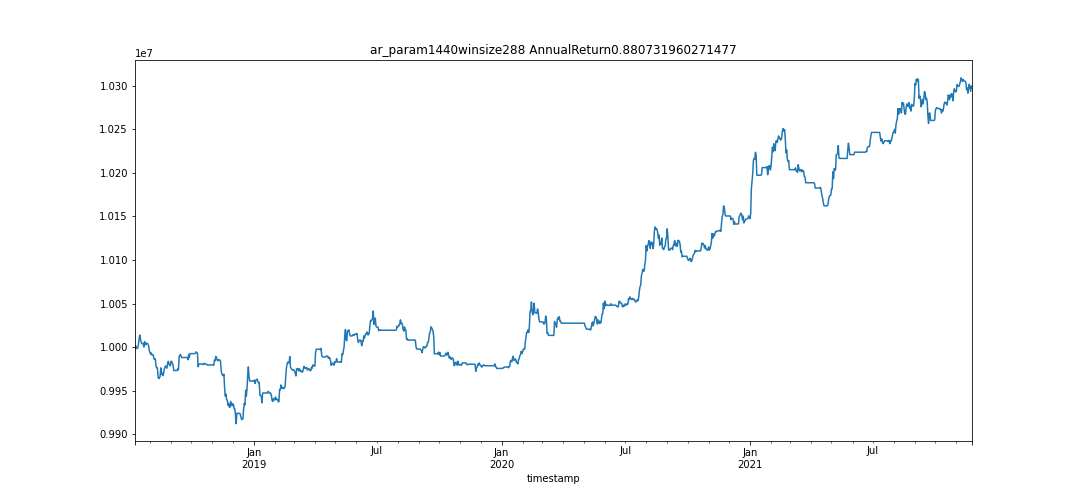 ar_param1440winsize288 AnnualReturn0.880731960271477
1e7
1.030
1.025
1.020
1.015
1.010
1.005
1.000
0.995
0.990
Jan
2019
Jul
Jan
2020
Jul
Jan
2021
Jul
timestamp